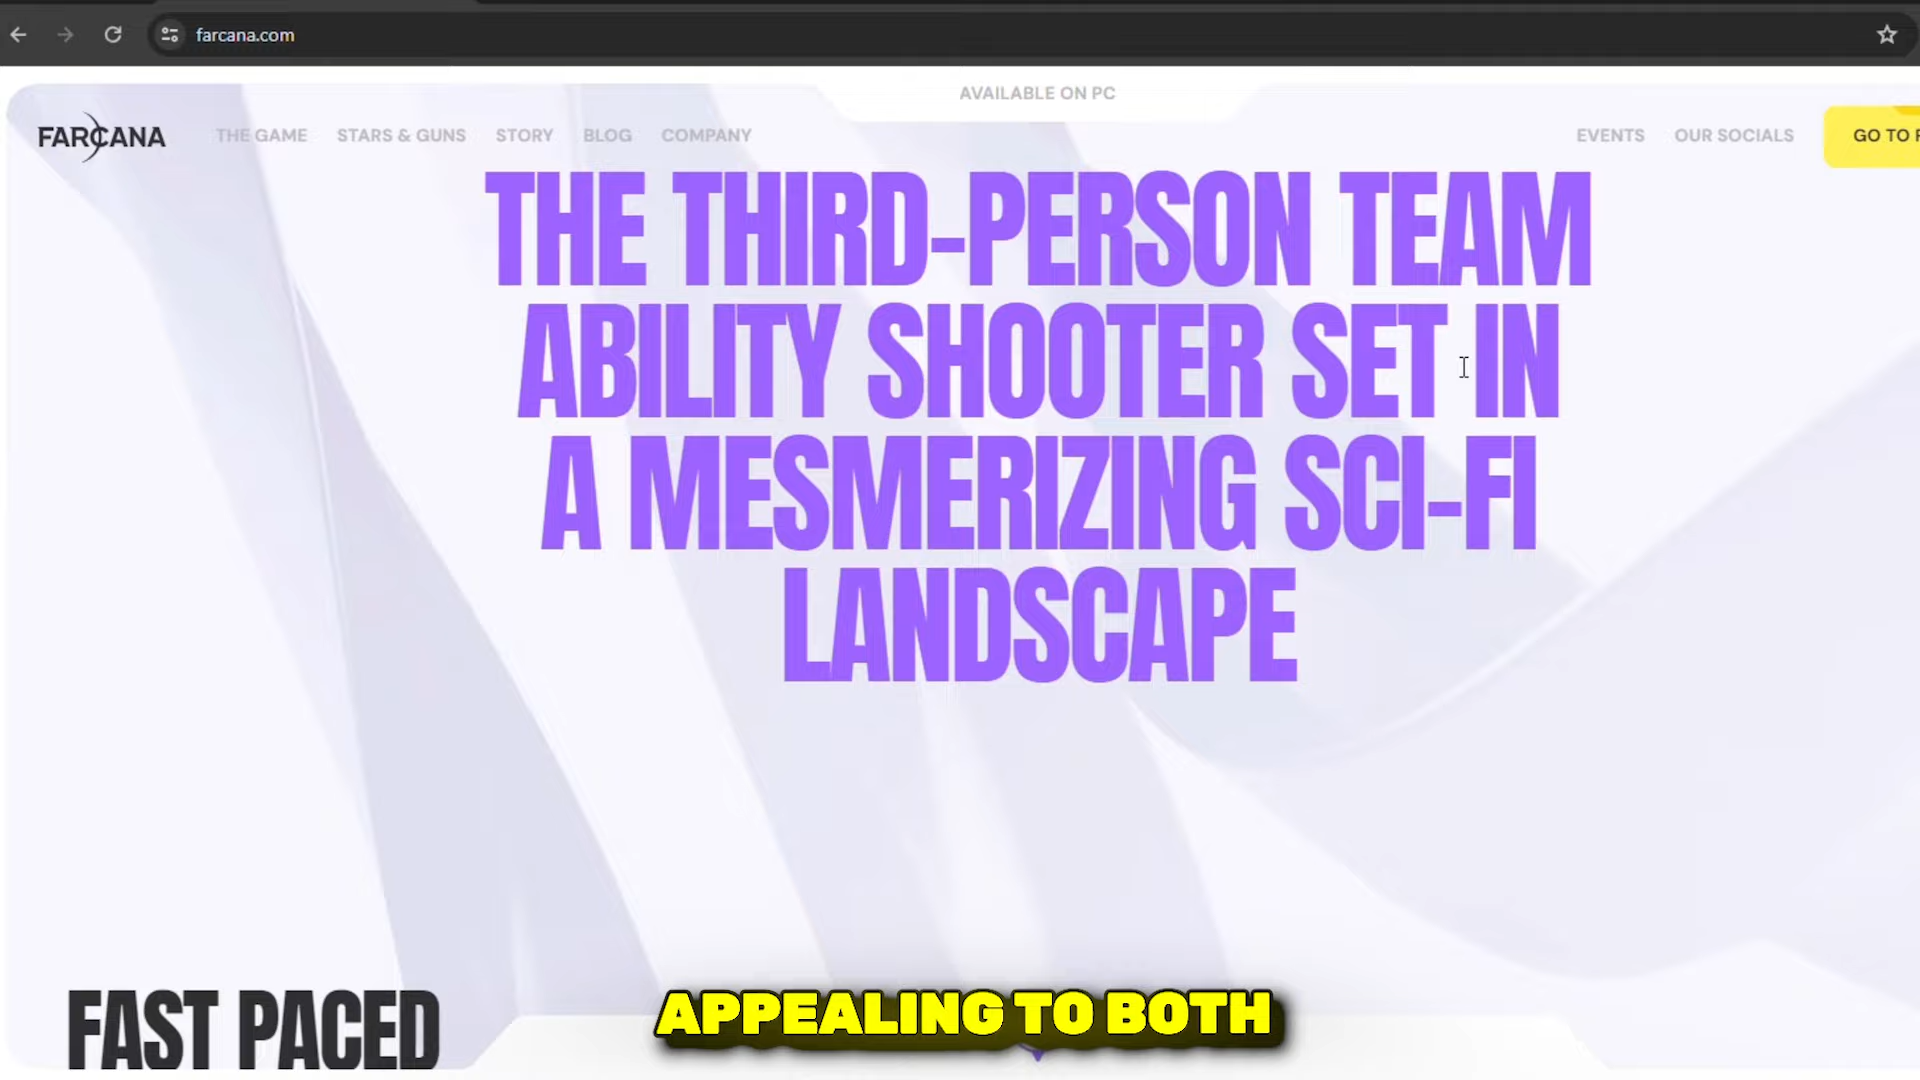 farcana.com
AVAILABLE ON PC
FARCANA THE GAME STARS & GUNS STORY BLOG COMPANY EVENTS OUR SOCIALS GO TO
THE THIRD-PERSON TEAM
ABILITY SHOOTER SET IN
A MESMERIZING SCI-FI
LANDSCAPE
FAST PACED
APPEALING TO BOTH